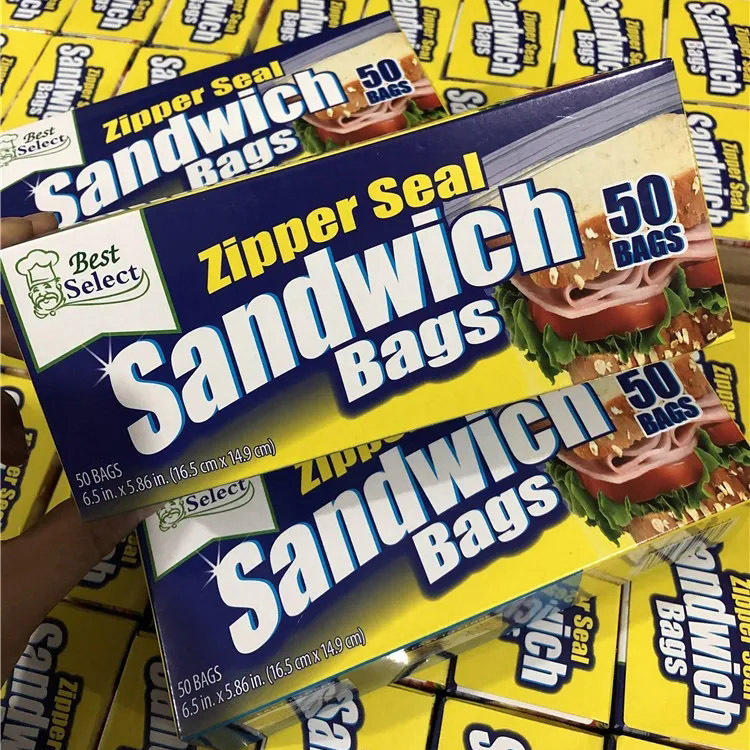 Zipper Seal
Sandwich
Bags
50
BAGS
Best
Select
Zipper Seal
Sandwich
Bags
50
BAGS
Best
Select
50 BAGS
6.5 in. x 5.86 in. (16.5 cm x 14.9 cm)
Sandwich
Bags
50
BAGS
Select
50 BAGS
6.5 in. x 5.86 in. (16.5 cm x 14.9 cm)
Zipper Seal
Sandwich
Bags